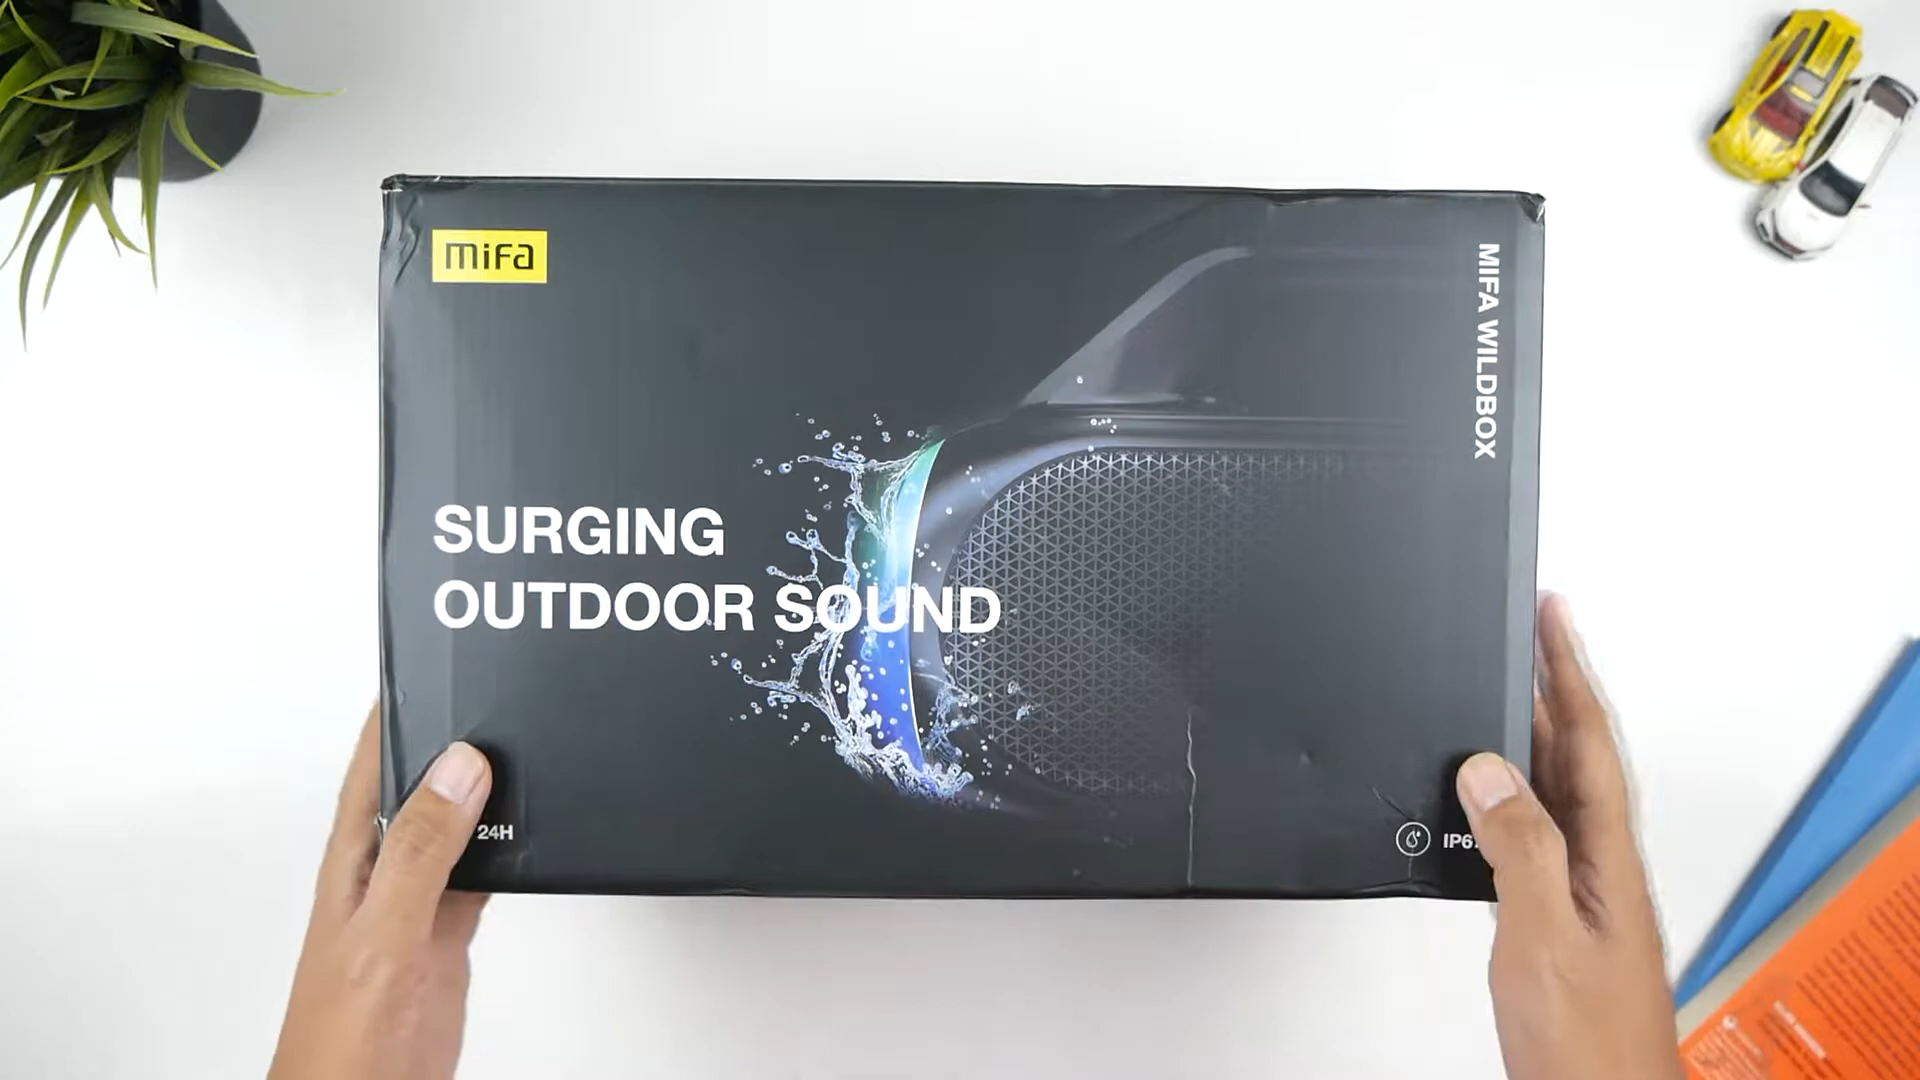 mifa
MIFA WILDBOX
SURGING
OUTDOOR SOUND
24H